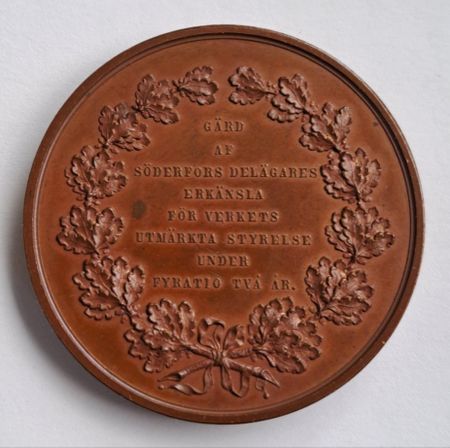 GÄRD
AF
SÖDERFORS DELÄGARES
ERKÄNSLA
FÖR VERKETS
UTMÄRKTA STYRELSE
UNDER
FYRATIO TVÅ ÅR.